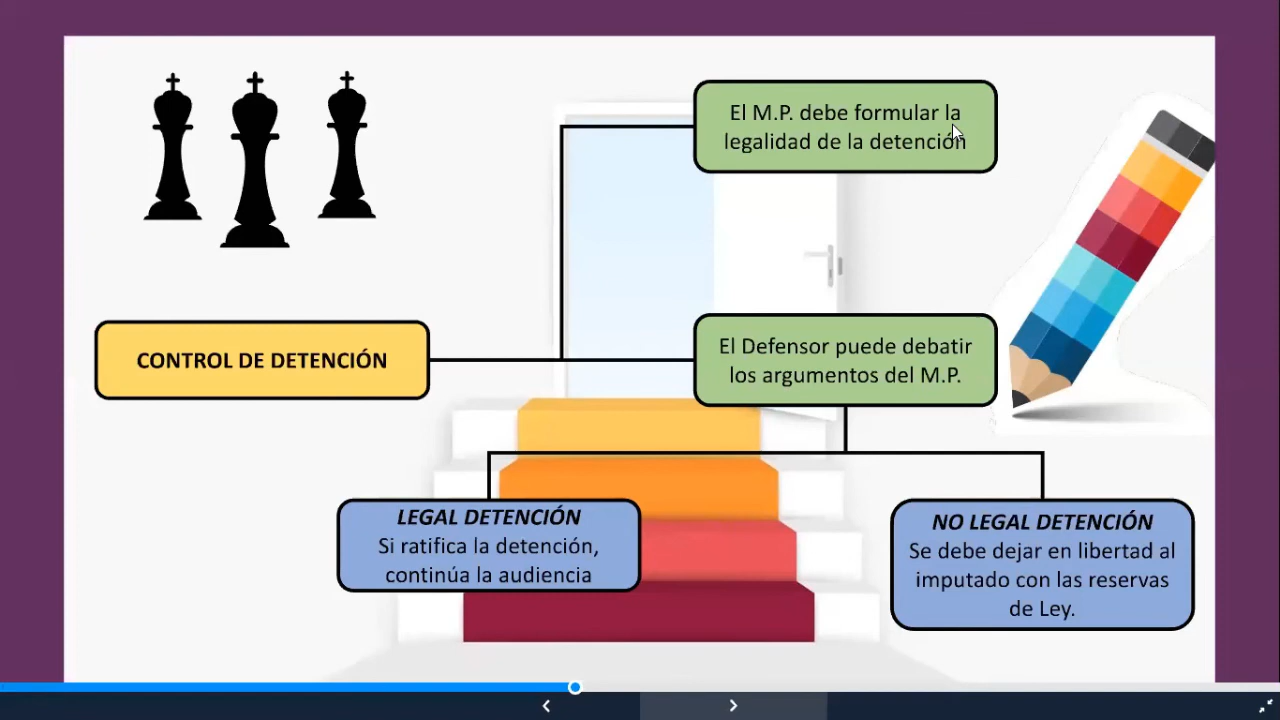 El M.P. debe formular la
legalidad de la detención
CONTROL DE DETENCIÓN
El Defensor puede debatir
los argumentos del M.P.
LEGAL DETENCIÓN
Si ratifica la detención,
continúa la audiencia
NO LEGAL DETENCIÓN
Se debe dejar en libertad al
imputado con las reservas
de Ley.